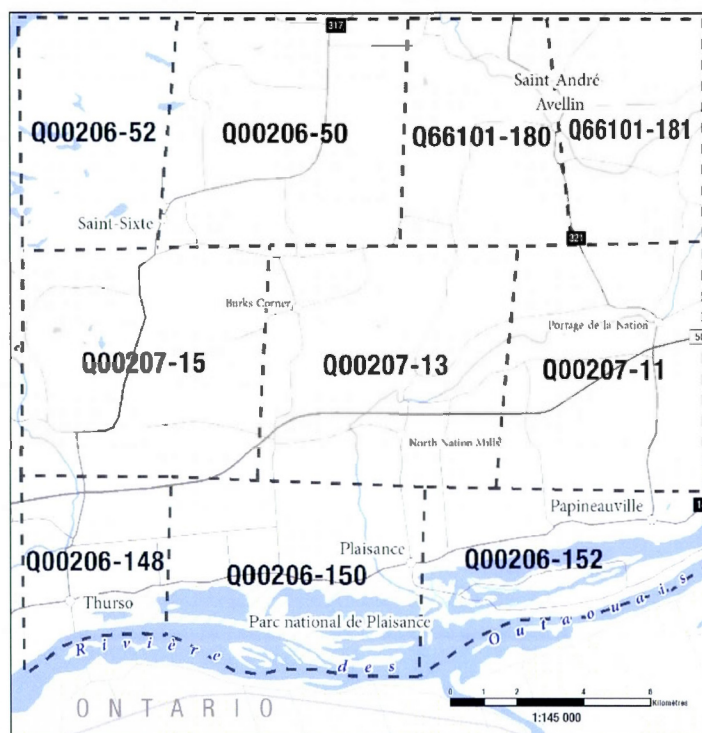 317
Saint-André
Avellin
Q00206-52
Q00206-50
Q66101-180
Q66101-181
Saint-Sixte
321
Burks Corner
Portage de la Nation
50
Q00207-15
Q00207-13
Q00207-11
North Nation Mills
Papineauville
Plaisance
Q00206-148
Q00206-150
Q00206-152
Thurso
Parc national de Plaisance
Rivière des Outaouais
ONTARIO
0 1 2 4 6
Kilomètres
1:145 000